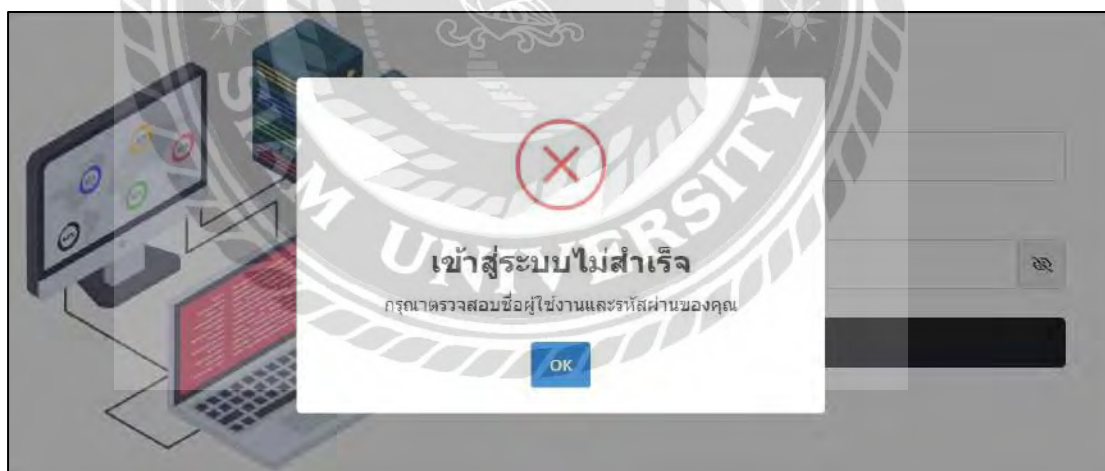 SIAM UNIVERSITY
เข้าสู่ระบบไม่สำเร็จ
กรุณาตรวจสอบชื่อผู้ใช้งานและรหัสผ่านของคุณ
OK